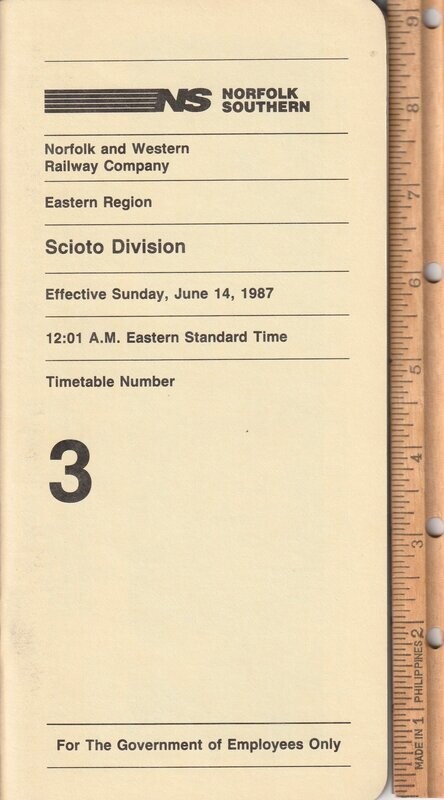 NS NORFOLK
SOUTHERN
Norfolk and Western
Railway Company
Eastern Region
Scioto Division
Effective Sunday, June 14, 1987
12:01 A.M. Eastern Standard Time
Timetable Number
3
For The Government of Employees Only
9
8
7
6
5
4
3
2
1
MADE IN PHILIPPINES